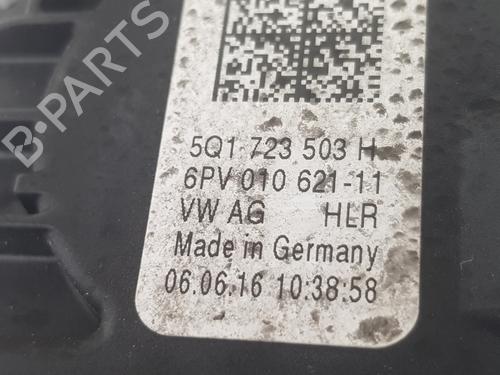 5Q1 723 503 H
6PV 010 621-11
VW AG HLR
Made in Germany
06.06.16 10:38:58